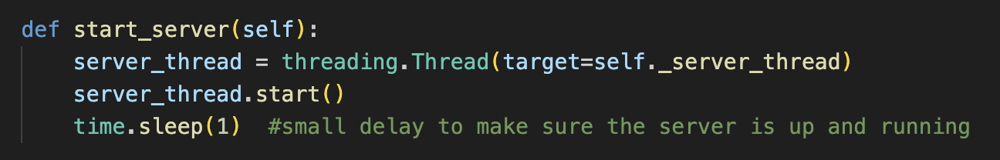 def start_server(self):
    server_thread = threading.Thread(target=self._server_thread)
    server_thread.start()
    time.sleep(1)  #small delay to make sure the server is up and running